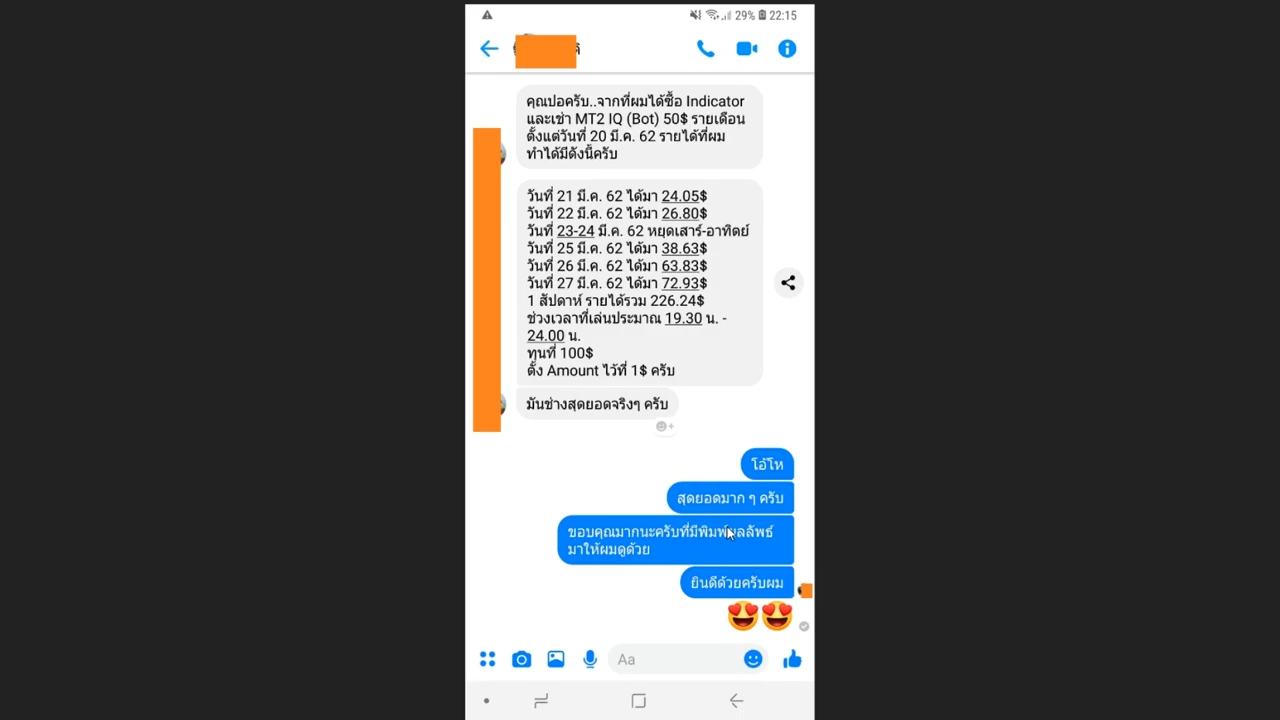 29% 22:15
คุณปอครับ..จากที่ผมได้ซื้อ Indicator
และเช่า MT2 IQ (Bot) 50$ รายเดือน
ตั้งแต่วันที่ 20 มี.ค. 62 รายได้ที่ผม
ทำได้มีดังนี้ครับ
วันที่ 21 มี.ค. 62 ได้มา 24.05$
วันที่ 22 มี.ค. 62 ได้มา 26.80$
วันที่ 23-24 มี.ค. 62 หยุดเสาร์-อาทิตย์
วันที่ 25 มี.ค. 62 ได้มา 38.63$
วันที่ 26 มี.ค. 62 ได้มา 63.83$
วันที่ 27 มี.ค. 62 ได้มา 72.93$
1 สัปดาห์ รายได้รวม 226.24$
ช่วงเวลาที่เล่นประมาณ 19.30 น. -
24.00 น.
ทุนที่ 100$
ตั้ง Amount ไว้ที่ 1$ ครับ
มันช่างสุดยอดจริงๆ ครับ
โอ้โห
สุดยอดมาก ๆ ครับ
ขอบคุณมากนะครับที่มีพิมพ์ผลลัพธ์
มาให้ผมดูด้วย
ยินดีด้วยครับผม
Aa